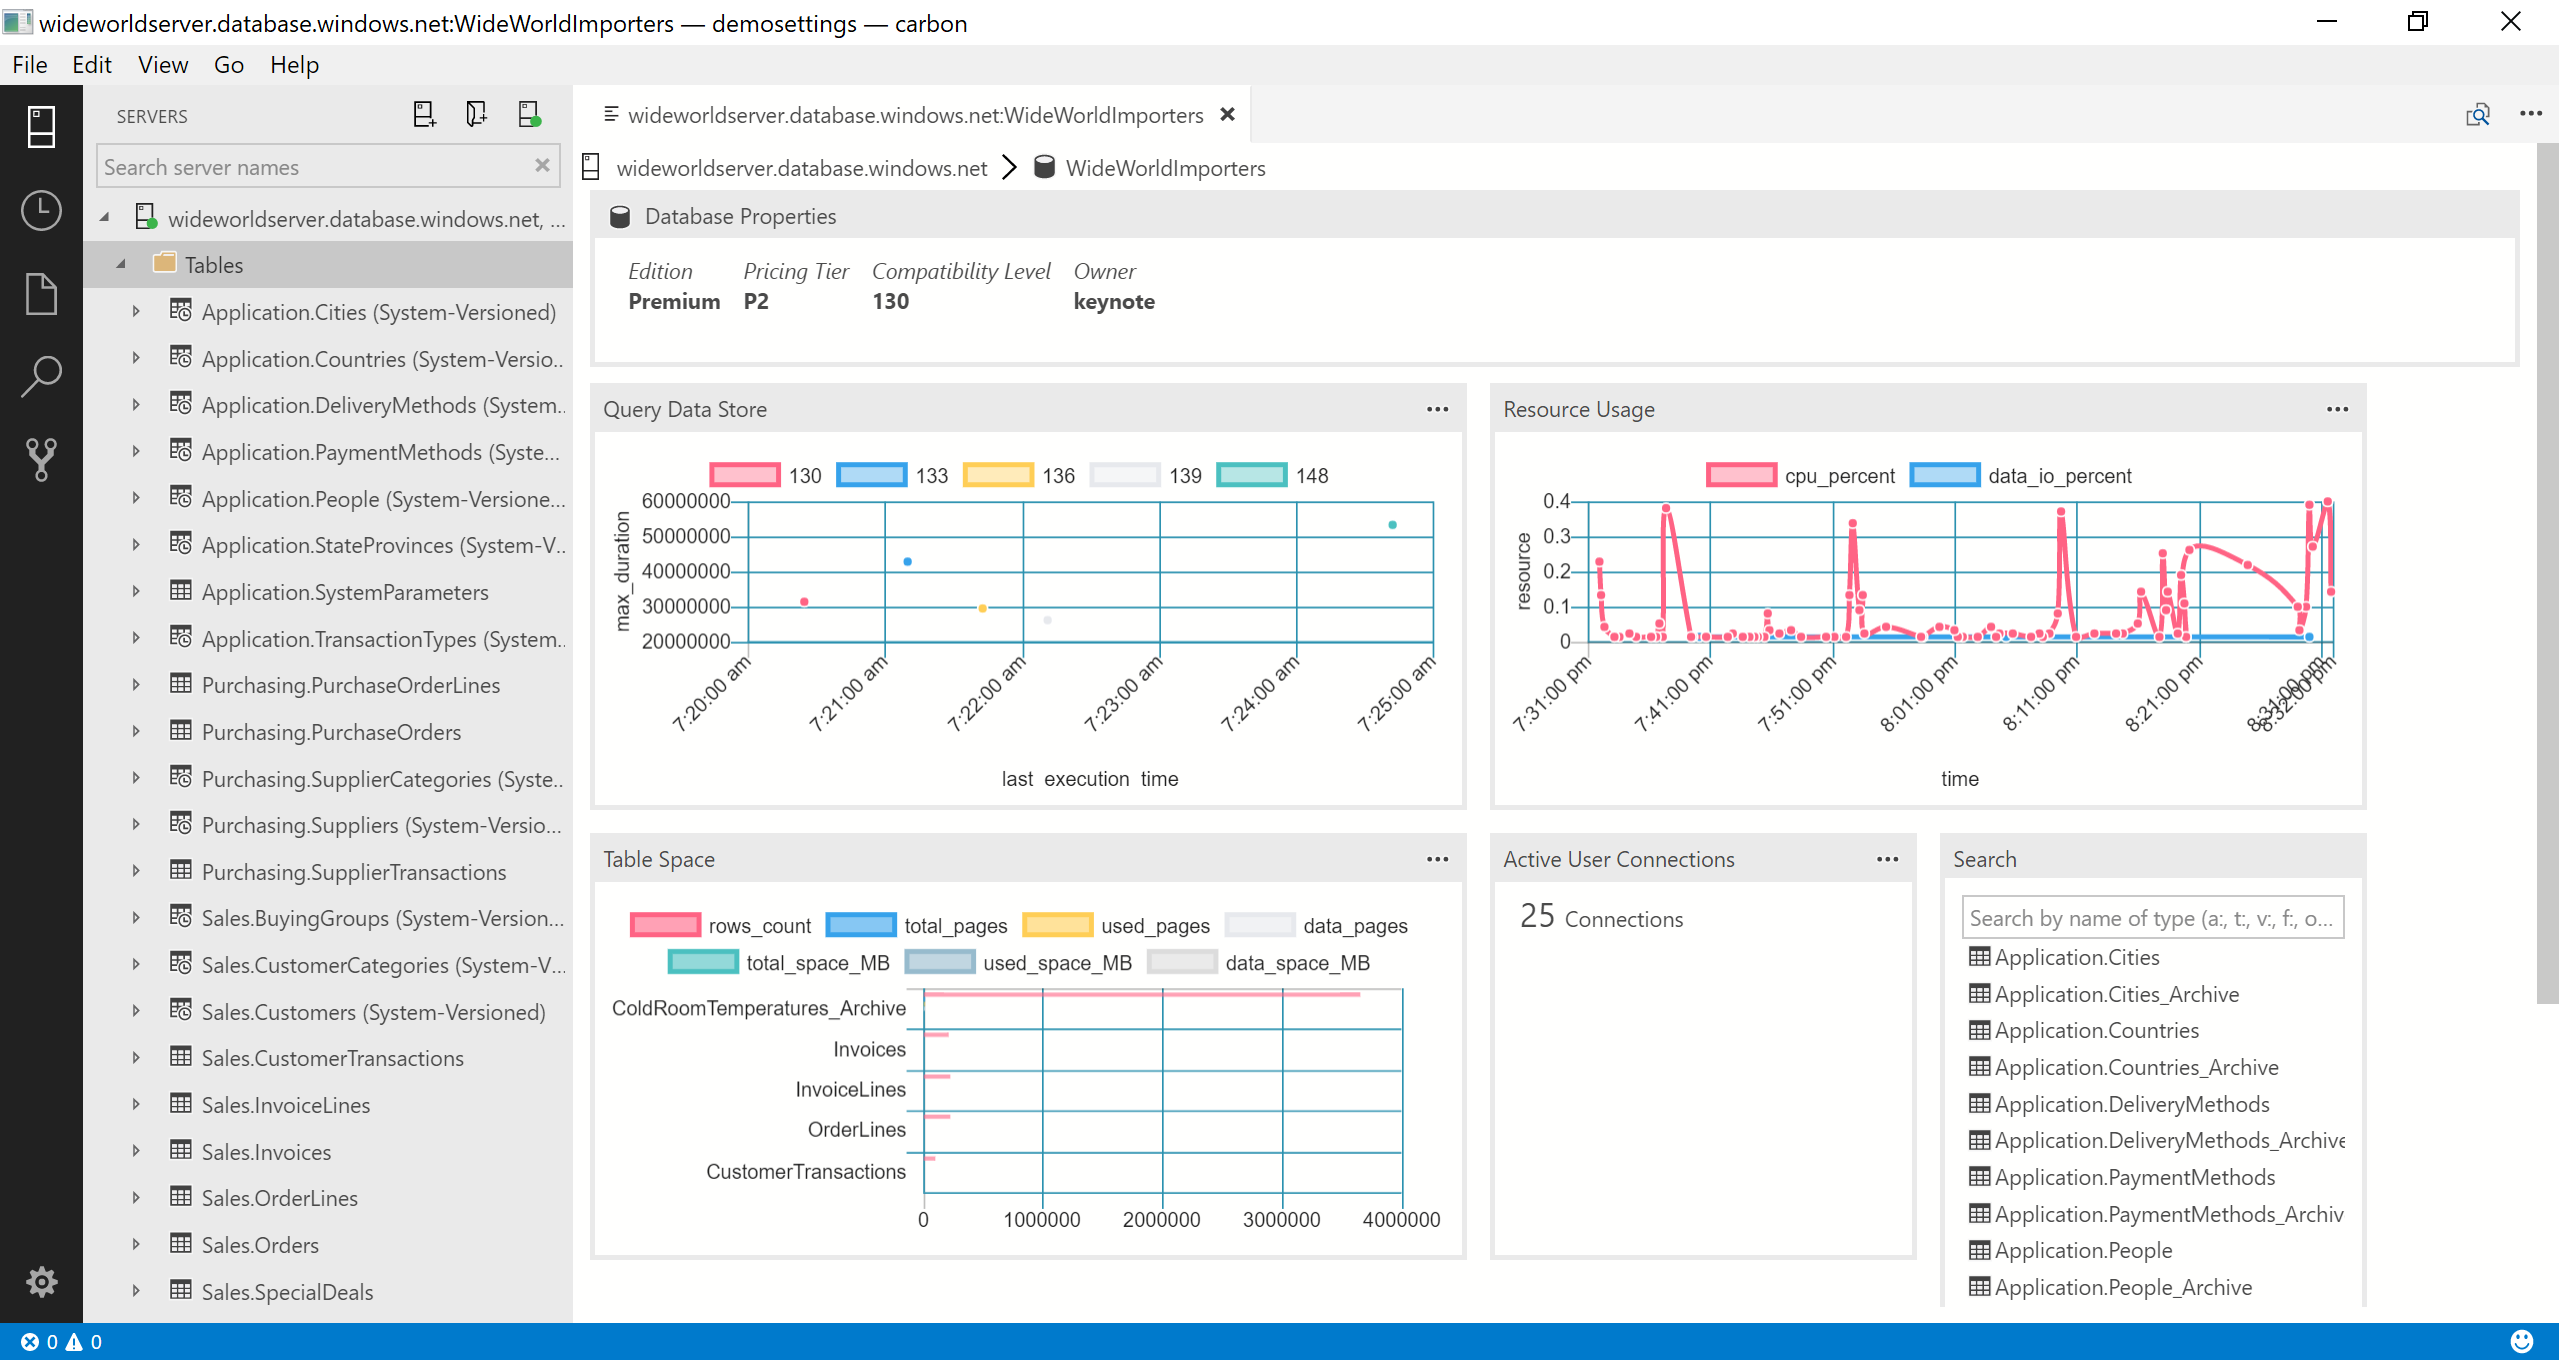 wideworldserver.database.windows.net:WideWorldImporters — demosettings — carbon
File Edit View Go Help
SERVERS
Search server names
wideworldserver.database.windows.net, ...
Tables
Application.Cities (System-Versioned)
Application.Countries (System-Versio..
Application.DeliveryMethods (System..
Application.PaymentMethods (Syste...
Application.People (System-Versione...
Application.StateProvinces (System-V..
Application.SystemParameters
Application.TransactionTypes (System..
Purchasing.PurchaseOrderLines
Purchasing.PurchaseOrders
Purchasing.SupplierCategories (Syste..
Purchasing.Suppliers (System-Versio...
Purchasing.SupplierTransactions
Sales.BuyingGroups (System-Version...
Sales.CustomerCategories (System-V...
Sales.Customers (System-Versioned)
Sales.CustomerTransactions
Sales.InvoiceLines
Sales.Invoices
Sales.OrderLines
Sales.Orders
Sales.SpecialDeals
wideworldserver.database.windows.net:WideWorldImporters
wideworldserver.database.windows.net WideWorldImporters
Database Properties
Edition Pricing Tier Compatibility Level Owner
Premium P2 130 keynote
Query Data Store
130 133 136 139 148
max_duration
60000000
50000000
40000000
30000000
20000000
7:20:00 am 7:21:00 am 7:22:00 am 7:23:00 am 7:24:00 am 7:25:00 am
last execution time
Resource Usage
cpu_percent data_io_percent
resource
0.4
0.3
0.2
0.1
0
7:31:00 pm 7:41:00 pm 7:51:00 pm 8:01:00 pm 8:11:00 pm 8:21:00 pm 8:31:00 pm 8:32:00 pm
time
Table Space
rows_count total_pages used_pages data_pages
total_space_MB used_space_MB data_space_MB
ColdRoomTemperatures_Archive
Invoices
InvoiceLines
OrderLines
CustomerTransactions
0 1000000 2000000 3000000 4000000
Active User Connections
25 Connections
Search
Search by name of type (a:, t:, v:, f:, o...
Application.Cities
Application.Cities_Archive
Application.Countries
Application.Countries_Archive
Application.DeliveryMethods
Application.DeliveryMethods_Archive
Application.PaymentMethods
Application.PaymentMethods_Archiv
Application.People
Application.People_Archive
0 0